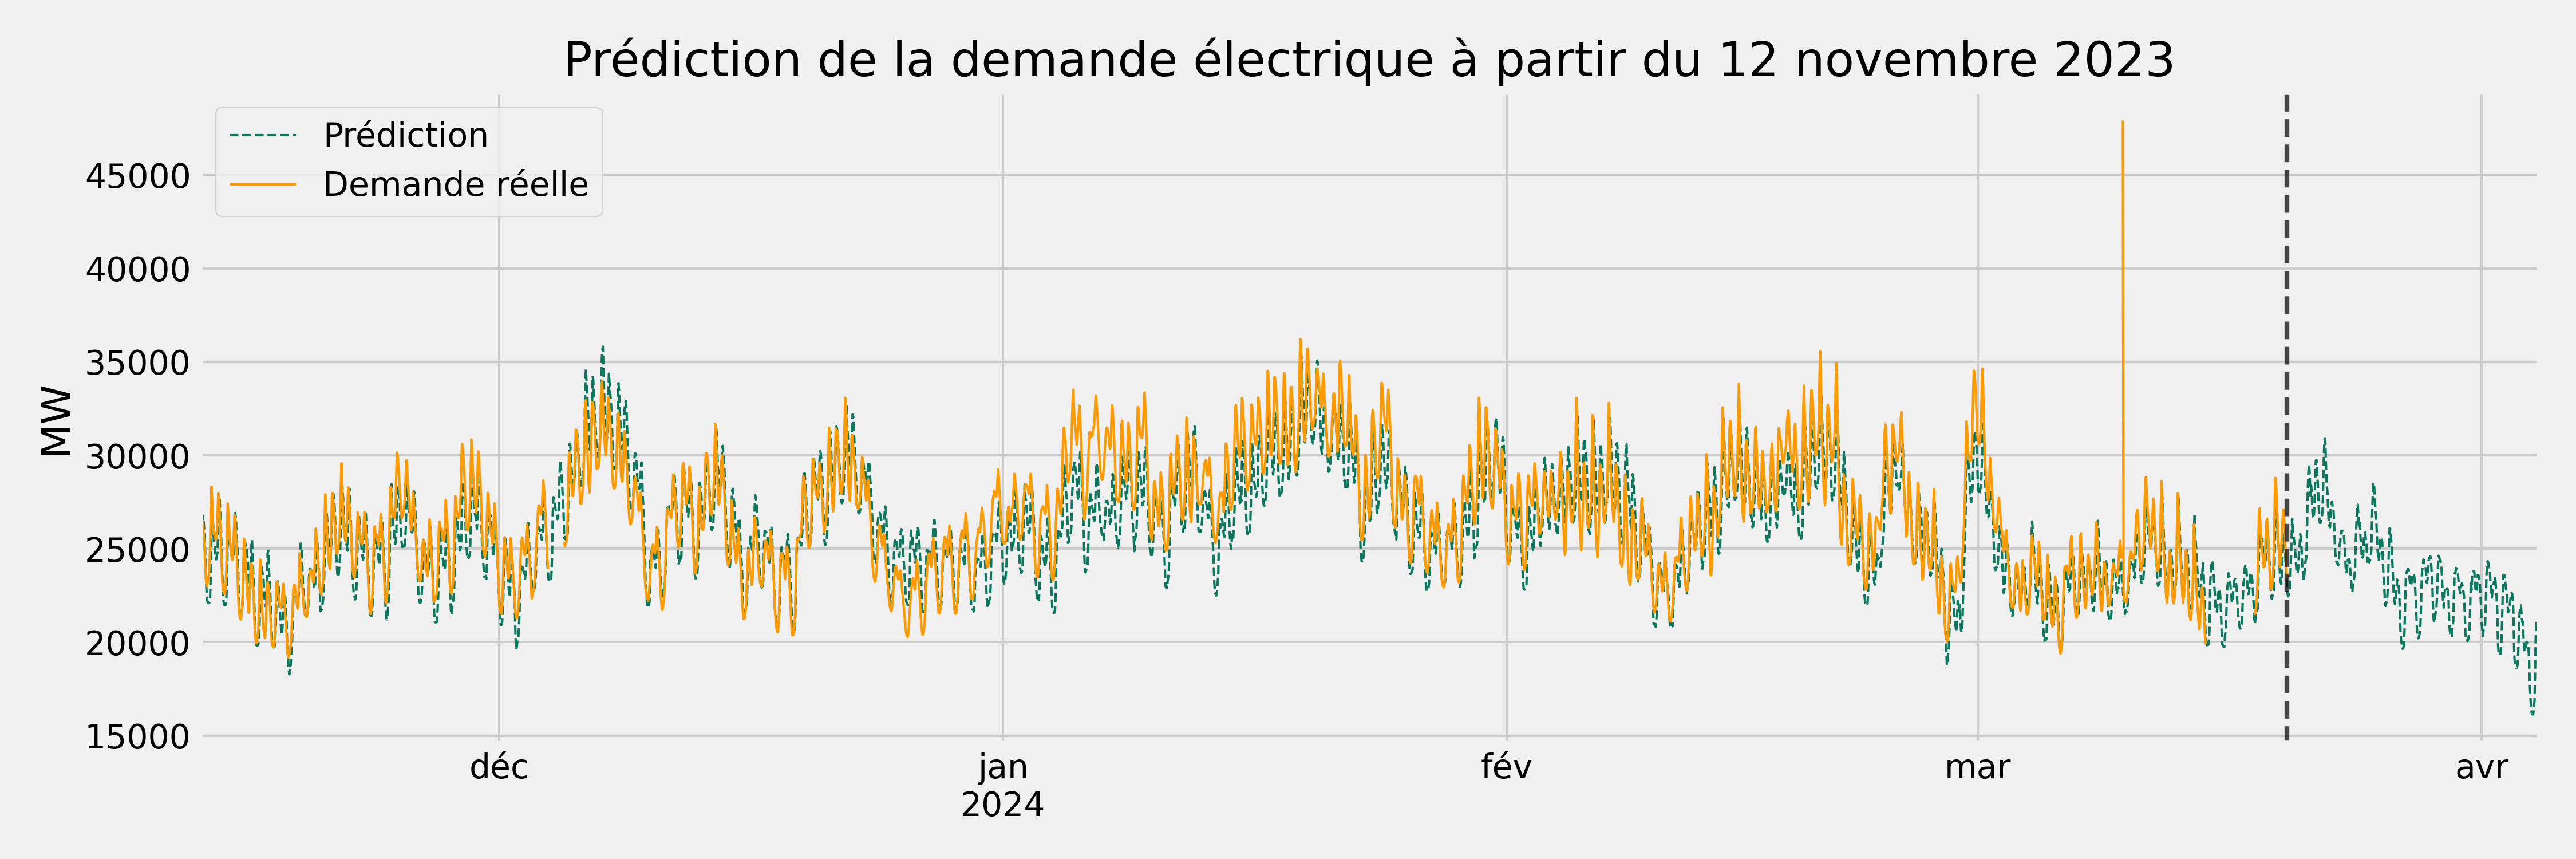 Prédiction de la demande électrique à partir du 12 novembre 2023
Prédiction
Demande réelle
MW
45000
40000
35000
30000
25000
20000
15000
déc
jan
2024
fév
mar
avr